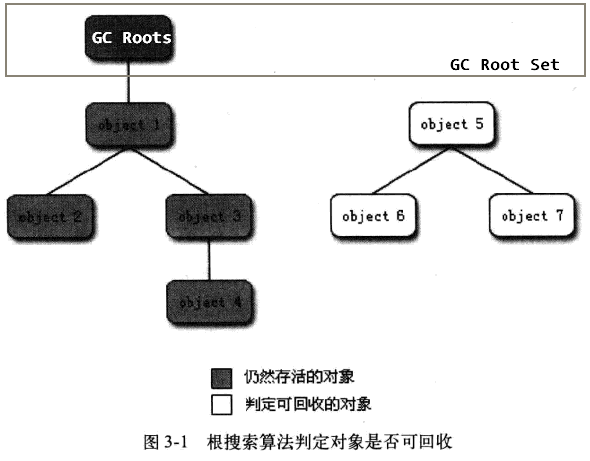 GC Roots
GC Root Set
object 1
object 5
object 2
object 3
object 6
object 7
object 4
仍然存活的对象
判定可回收的对象
图 3-1 根搜索算法判定对象是否可回收